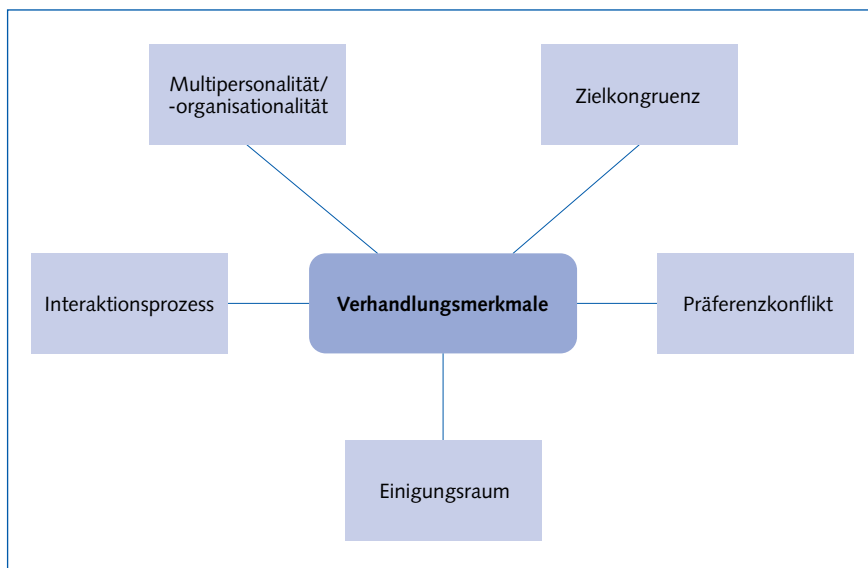 Multipersonalität/
-organisationalität
Zielkongruenz
Interaktionsprozess
Verhandlungsmerkmale
Präferenzkonflikt
Einigungsraum